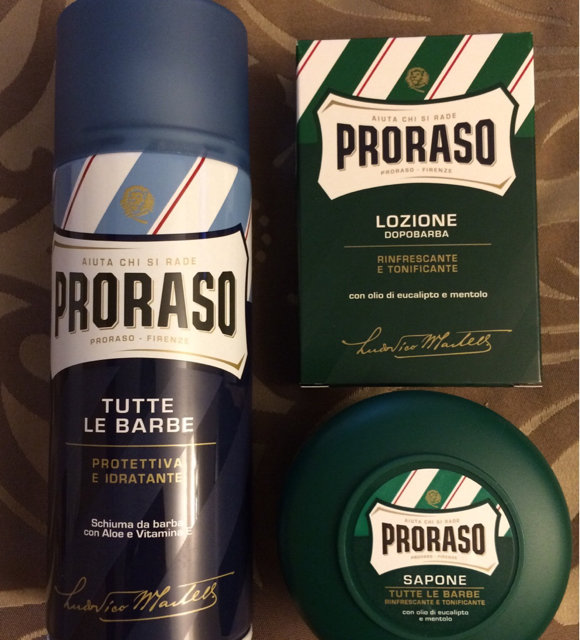 AIUTA CHI SI RADE
PRORASO
PRORASO - FIRENZE
TUTTE
LE BARBE
PROTETTIVA
E IDRATANTE
Schiuma da barba
con Aloe e Vitamina E
Ludovico Martelli
AIUTA CHI SI RADE
PRORASO
PRORASO - FIRENZE
LOZIONE
DOPOBARBA
RINFRESCANTE
E TONIFICANTE
con olio di eucalipto e mentolo
Ludovico Martelli
AIUTA CHI SI RADE
PRORASO
PRORASO - FIRENZE
SAPONE
TUTTE LE BARBE
RINFRESCANTE E TONIFICANTE
con olio di eucalipto
e mentolo